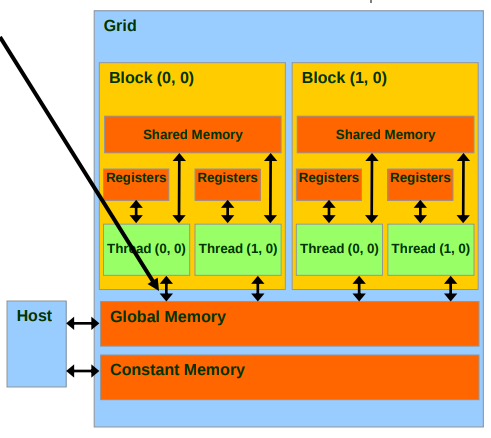 Grid
Block (0, 0)
Block (1, 0)
Shared Memory
Shared Memory
Registers
Registers
Registers
Registers
Thread (0, 0)
Thread (1, 0)
Thread (0, 0)
Thread (1, 0)
Host
Global Memory
Constant Memory